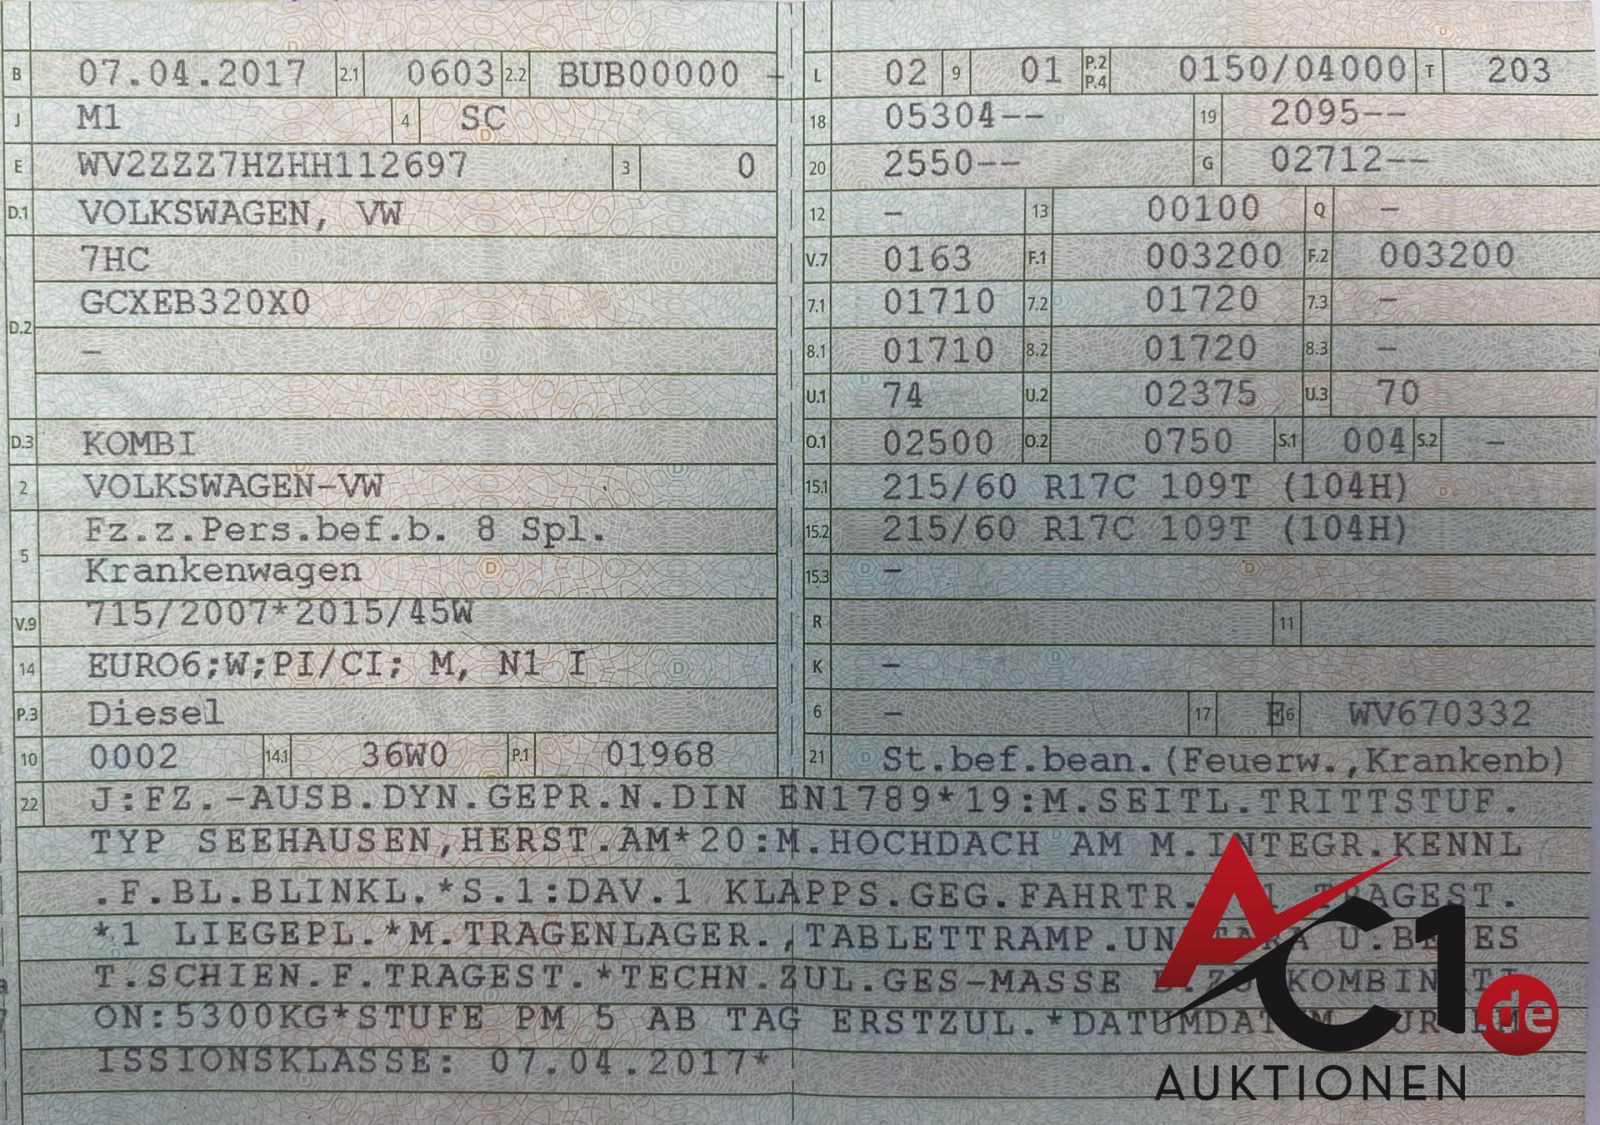 B 07.04.2017 2.1 0603 2.2 BUB00000 –
J M1 4 SC
E WV2ZZZ7HZHH112697 3 0
D.1 VOLKSWAGEN, VW
7HC
GCXEB320X0
D.2 –
D.3 KOMBI
2 VOLKSWAGEN-VW
Fz.z.Pers.bef.b. 8 Spl.
5 Krankenwagen
V.9 715/2007*2015/45W
14 EURO6;W;PI/CI; M, N1 I
P.3 Diesel
10 0002 14.1 36W0 P.1 01968
L 02 9 01 P.2 P.4 0150/04000 T 203
18 05304-- 19 2095--
20 2550-- G 02712--
12 – 13 00100 Q –
V.7 0163 F.1 003200 F.2 003200
7.1 01710 7.2 01720 7.3 –
8.1 01710 8.2 01720 8.3 –
U.1 74 U.2 02375 U.3 70
O.1 02500 O.2 0750 S.1 004 S.2 –
15.1 215/60 R17C 109T (104H)
15.2 215/60 R17C 109T (104H)
15.3 –
R 11
K –
6 – 17 E 16 WV670332
21 St.bef.bean.(Feuerw.,Krankenb)
22 J:FZ.-AUSB.DYN.GEPR.N.DIN EN1789*19:M.SEITL.TRITTSTUF.
TYP SEEHAUSEN,HERST.AM*20:M.HOCHDACH AM M.INTEGR.KENNL
.F.BL.BLINKL.*S.1:DAV.1 KLAPPS.GEG.FAHRTR. TRAGEST.
*1 LIEGEPL.*M.TRAGENLAGER.,TABLETTRAMP. U.BEFES
T.SCHIEN.F.TRAGEST.*TECHN.ZUL.GES-MASSE KOMBINATI
ON:5300KG*STUFE PM 5 AB TAG ERSTZUL.*
ISSIONSKLASSE: 07.04.2017*
AC1
.de
AUKTIONEN